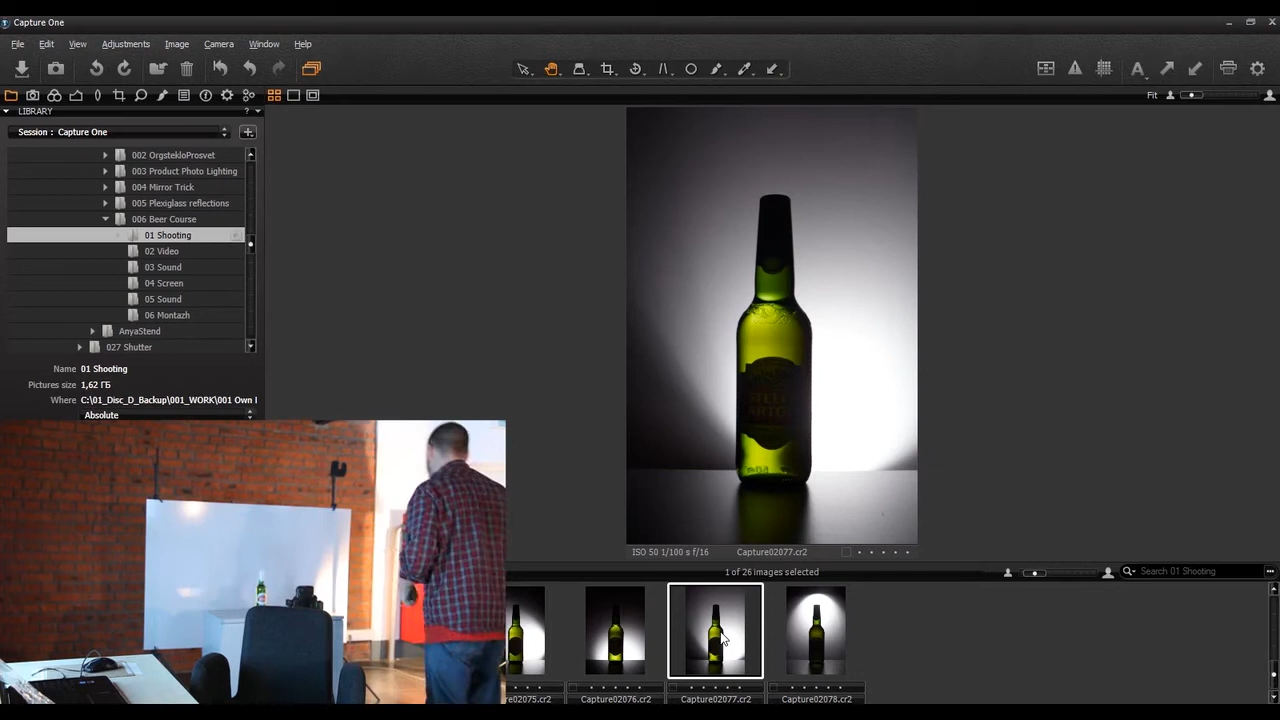 Capture One
File Edit View Adjustments Image Camera Window Help
Fit
LIBRARY ?
Session : Capture One
002 OrgstekloProsvet
003 Product Photo Lighting
004 Mirror Trick
005 Plexiglass reflections
006 Beer Course
01 Shooting
02 Video
03 Sound
04 Screen
05 Sound
06 Montazh
AnyaStend
027 Shutter
Name 01 Shooting
Pictures size 1,62 ГБ
Where C:\01_Disc_D_Backup\001_WORK\001 Own
Absolute
STELL
ARTO
ISO 50 1/100 s f/16 Capture02077.cr2
1 of 26 images selected
Search 01 Shooting
ture02075.cr2 Capture02076.cr2 Capture02077.cr2 Capture02078.cr2